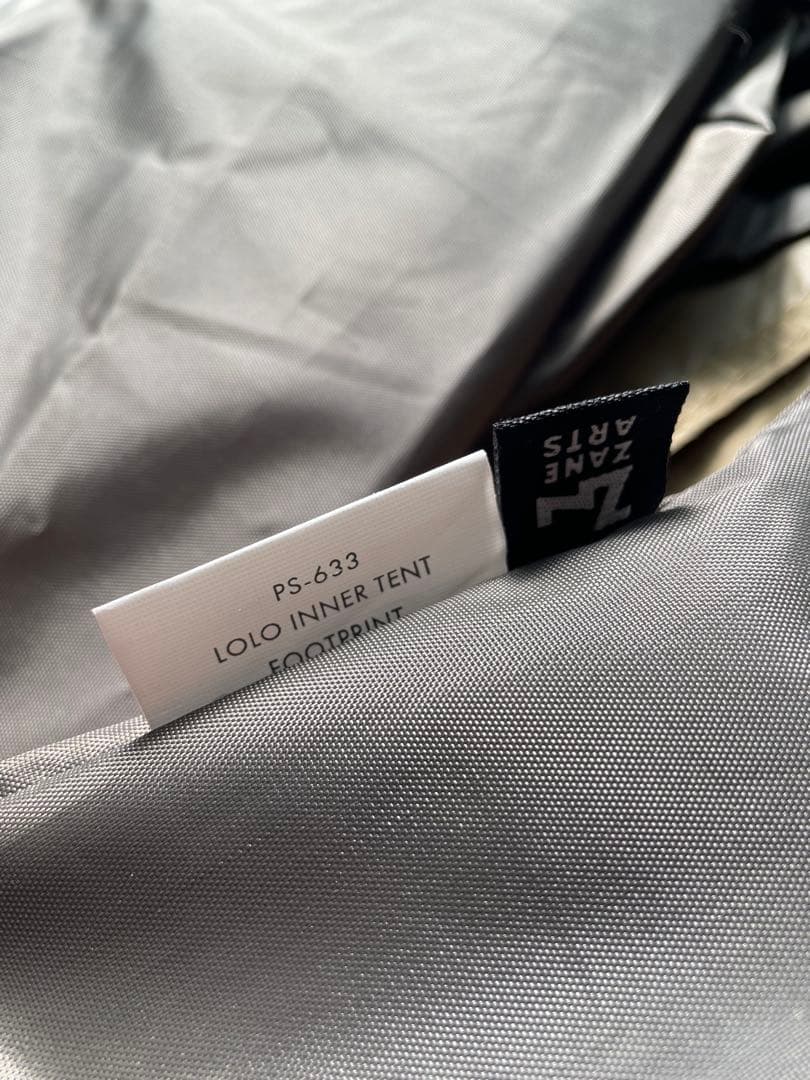 PS-633
LOLO INNER TENT
FOOTPRINT
ZANE
ARTS